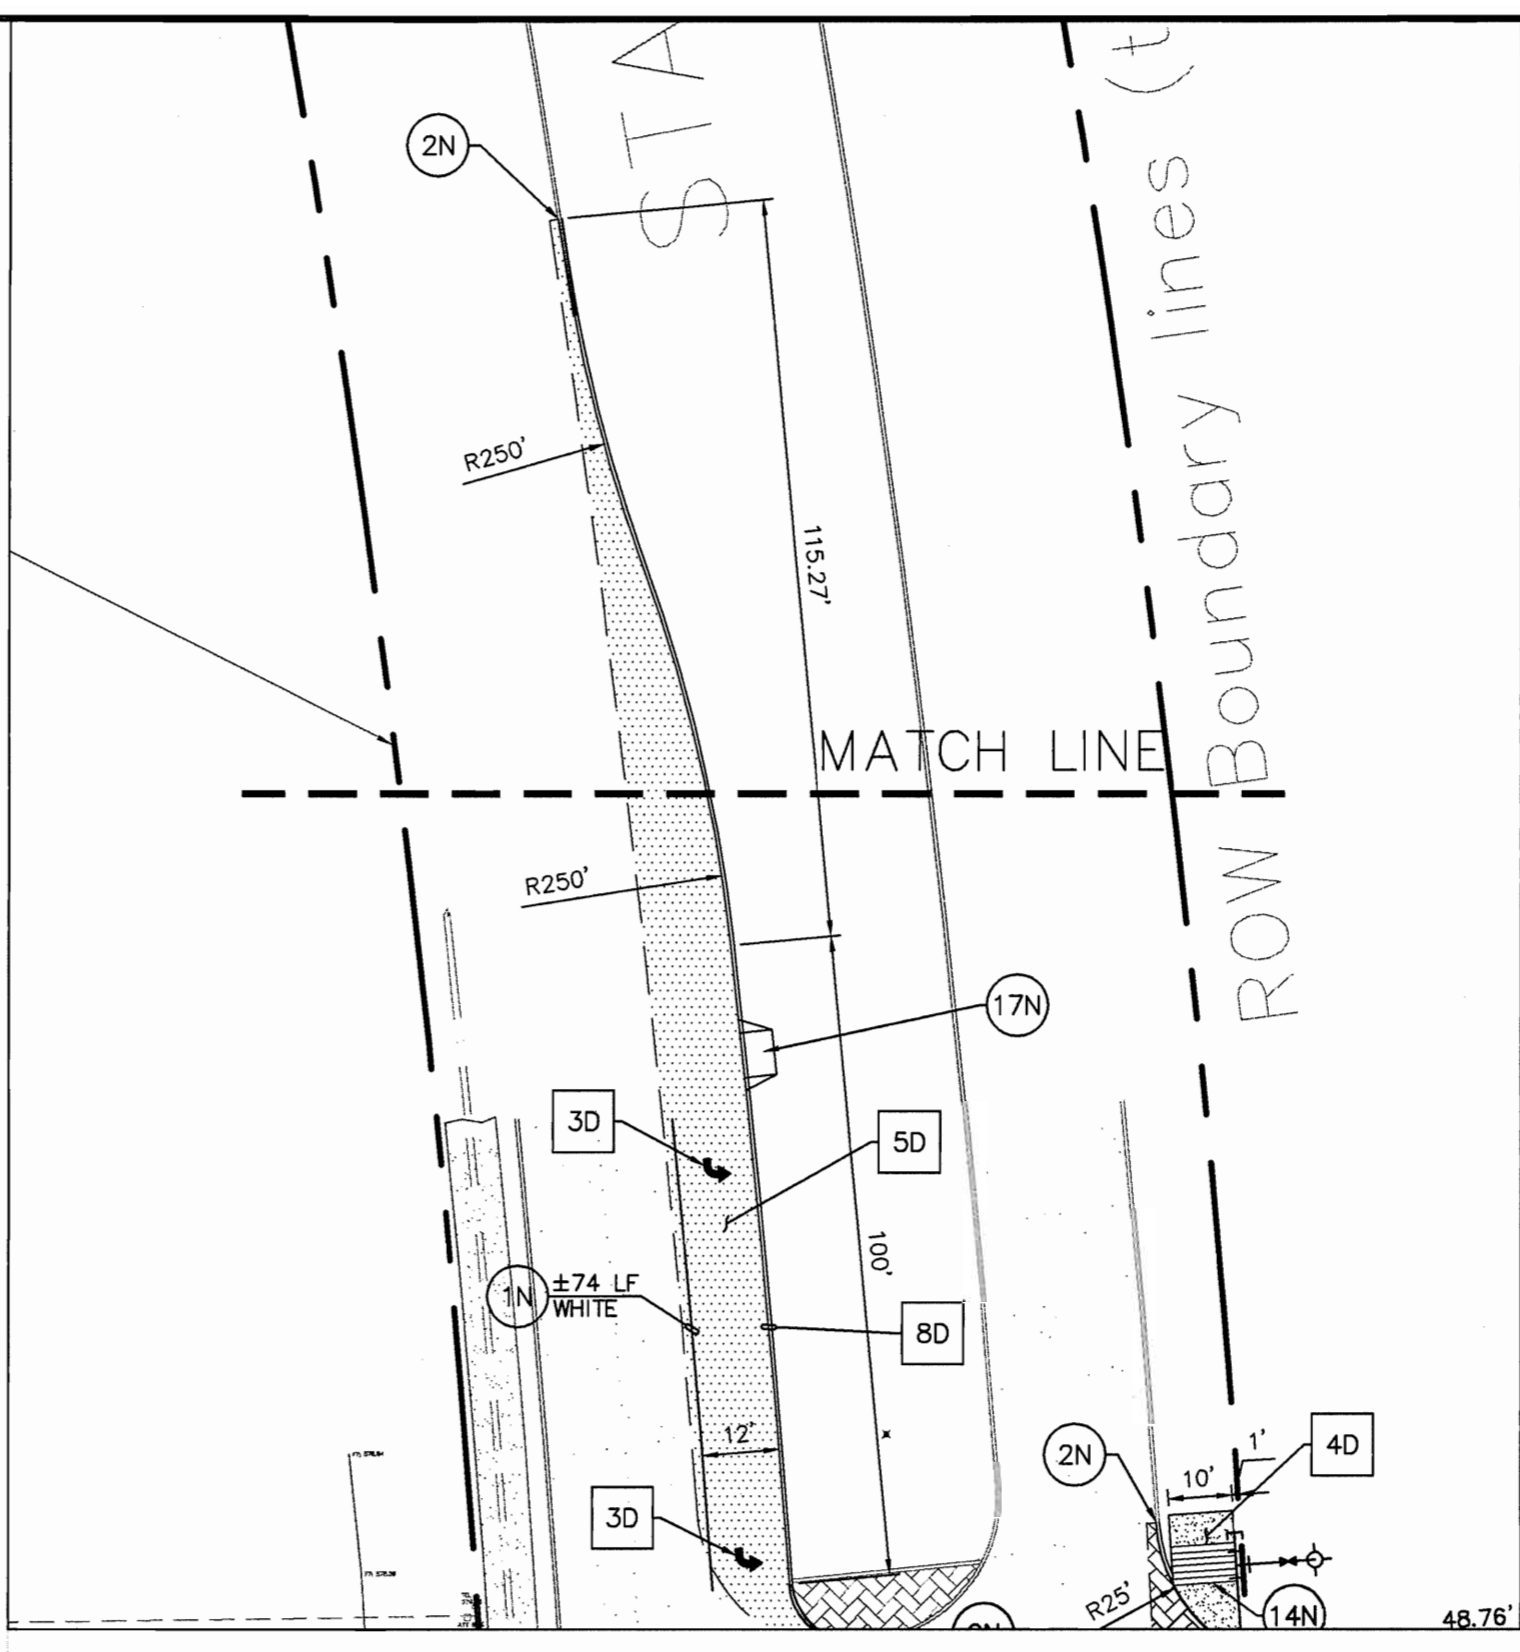 STA
(t
2N
ROW Boundary lines
R250'
115.27'
MATCH LINE
R250'
17N
3D
5D
100'
1N
±74 LF
WHITE
8D
12'
2N
10'
1'
4D
3D
R25'
14N
48.76'